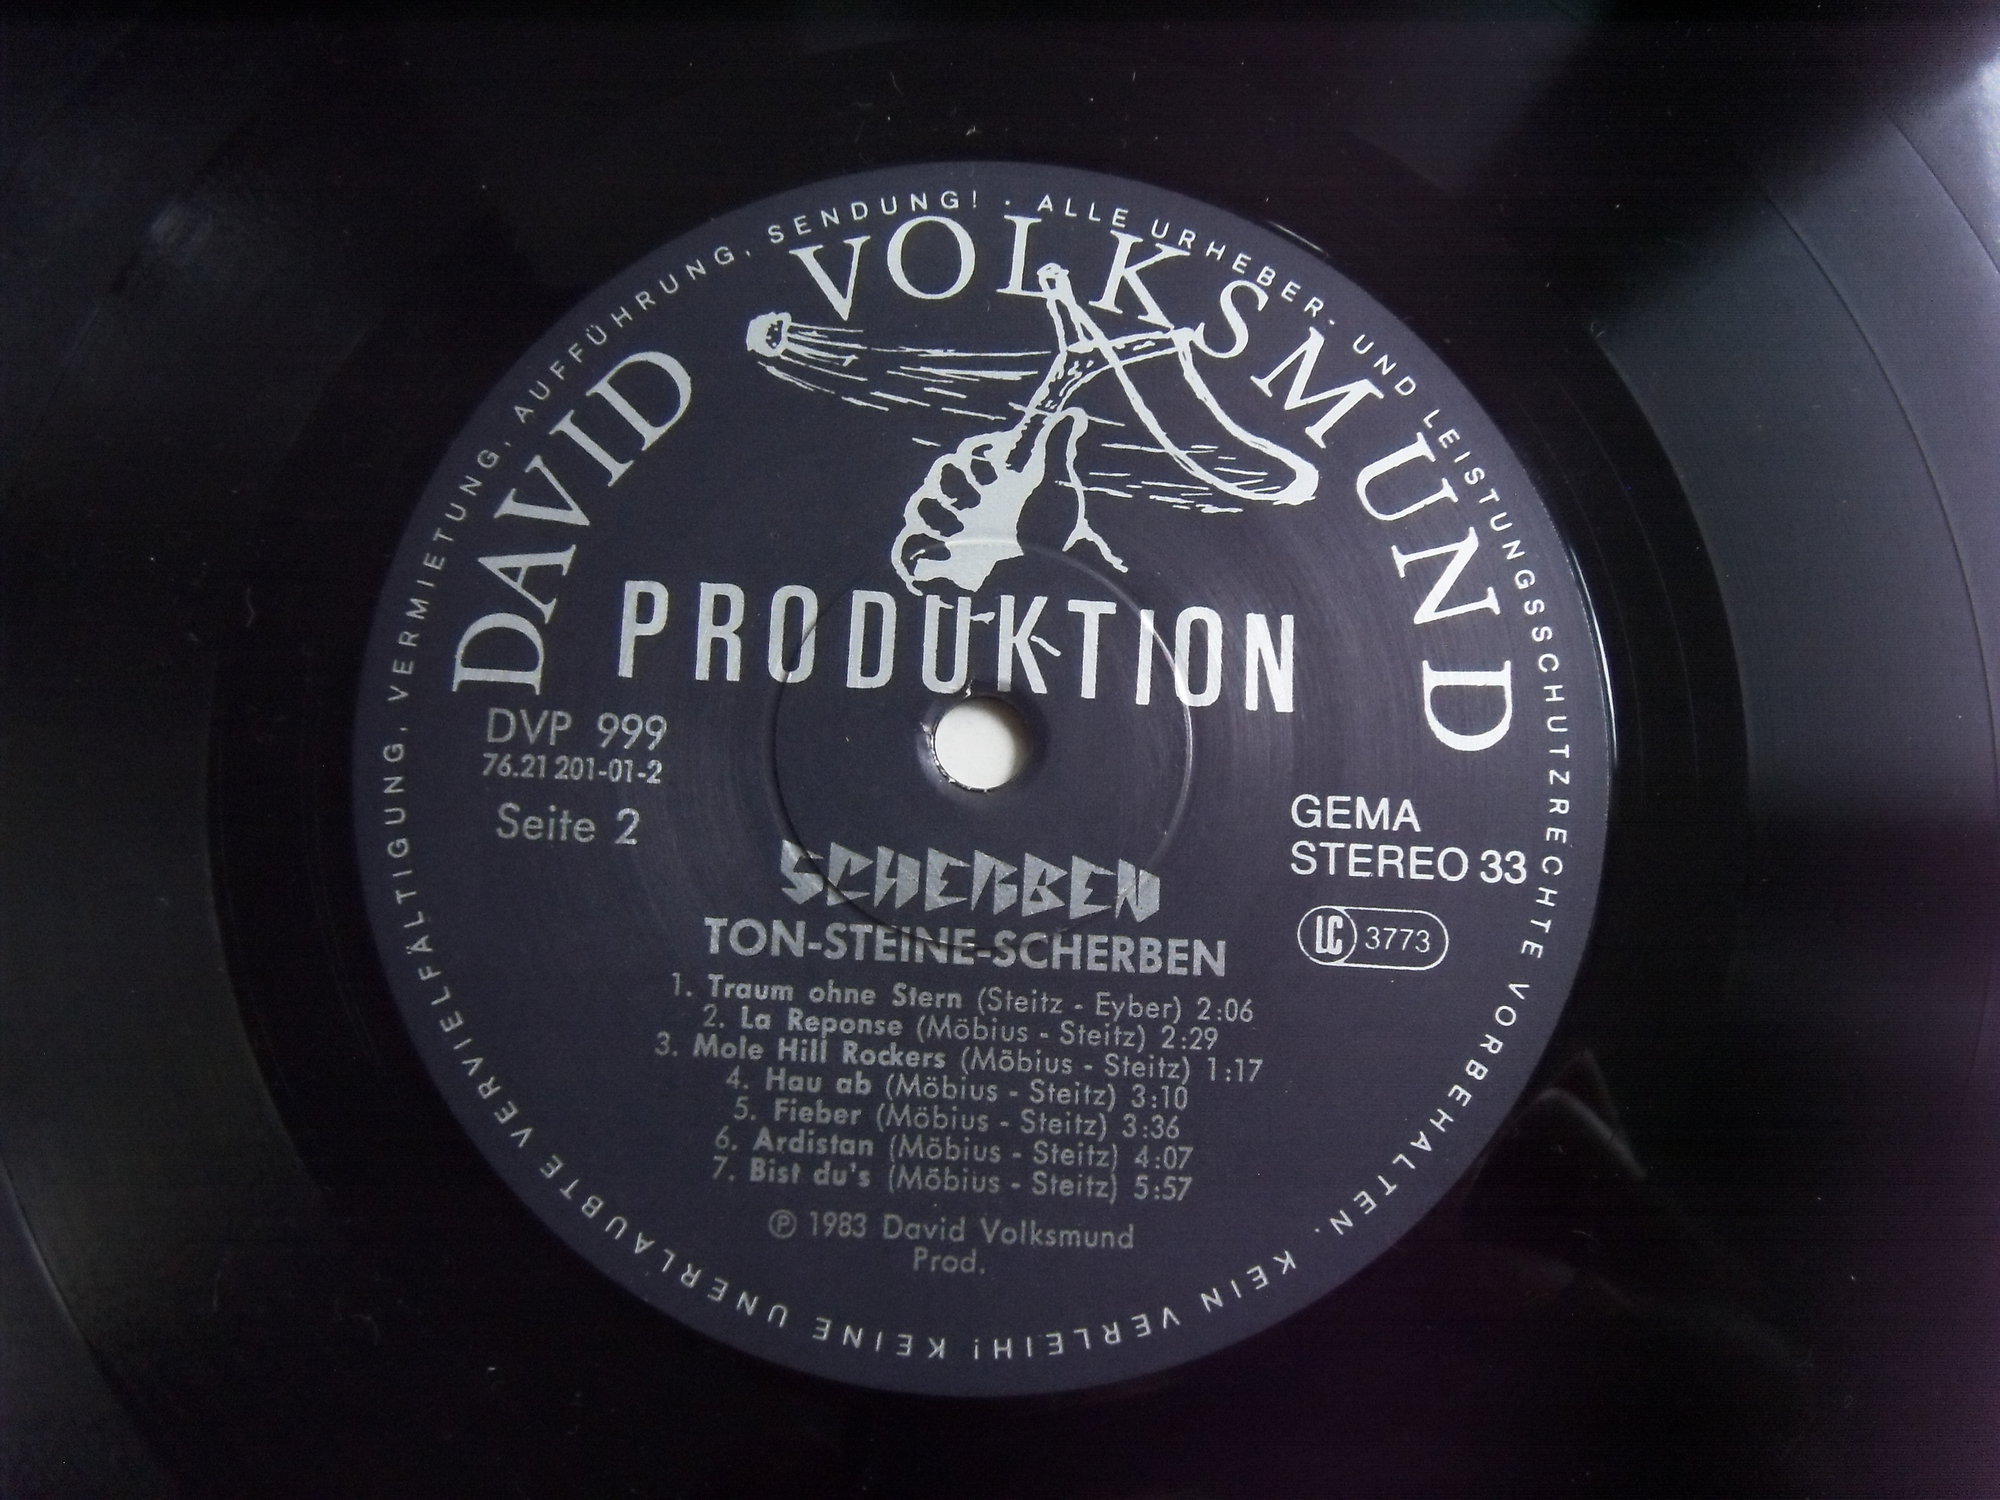 KEINE UNERLAUBTE VERVIELFÄLTIGUNG, VERMIETUNG, AUFFÜHRUNG, SENDUNG! · ALLE URHEBER- UND LEISTUNGSSCHUTZRECHTE VORBEHALTEN. KEIN VERLEIH!
DAVID VOLKSMUND
PRODUKTION
DVP 999
76.21 201-01-2
Seite 2
GEMA
STEREO 33
LC 3773
SCHERBEN
TON-STEINE-SCHERBEN
1. Traum ohne Stern (Steitz - Eyber) 2:06
2. La Reponse (Möbius - Steitz) 2:29
3. Mole Hill Rockers (Möbius - Steitz) 1:17
4. Hau ab (Möbius - Steitz) 3:10
5. Fieber (Möbius - Steitz) 3:36
6. Ardistan (Möbius - Steitz) 4:07
7. Bist du's (Möbius - Steitz) 5:57
℗ 1983 David Volksmund
Prod.